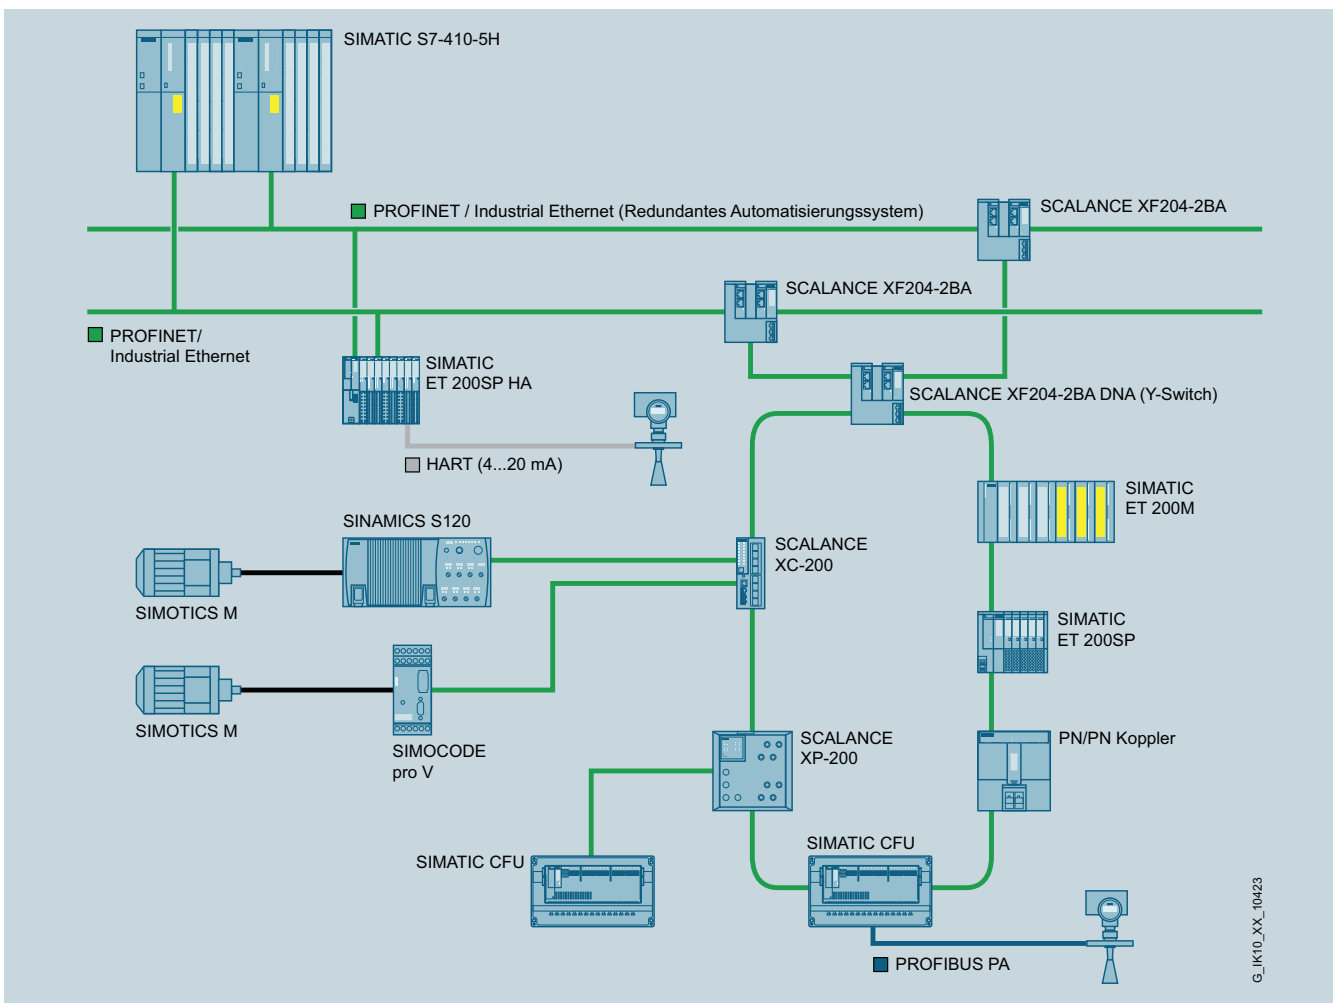 SIMATIC S7-410-5H
PROFINET / Industrial Ethernet (Redundantes Automatisierungssystem)
SCALANCE XF204-2BA
SCALANCE XF204-2BA
PROFINET/
Industrial Ethernet
SIMATIC
ET 200SP HA
SCALANCE XF204-2BA DNA (Y-Switch)
HART (4...20 mA)
SIMATIC
ET 200M
SINAMICS S120
SCALANCE
XC-200
SIMOTICS M
SIMATIC
ET 200SP
SIMOTICS M
SIMOCODE
pro V
SCALANCE
XP-200
PN/PN Koppler
SIMATIC CFU
SIMATIC CFU
PROFIBUS PA
G_IK10_XX_10423